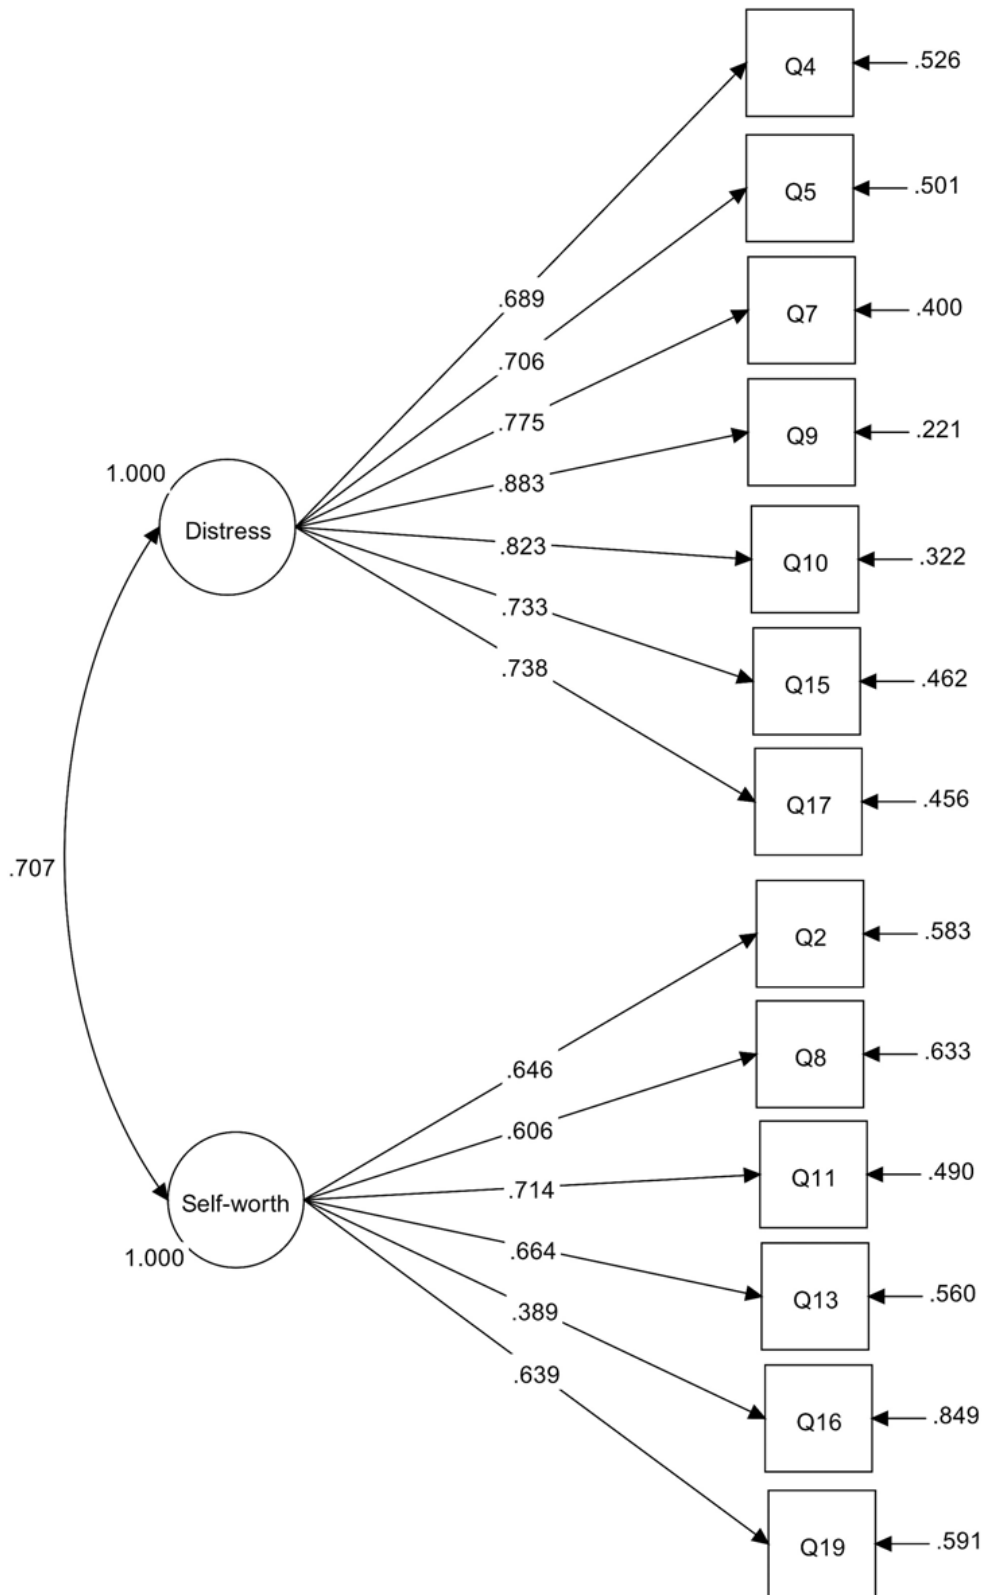 Q4
.526
Q5
.501
.689
Q7
.400
.706
.775
Q9
.221
1.000
.883
Distress
.823
Q10
.322
.733
.738
Q15
.462
Q17
.456
.707
Q2
.583
.646
Q8
.633
.606
Q11
.490
.714
Self-worth
1.000
.664
Q13
.560
.389
.639
Q16
.849
Q19
.591